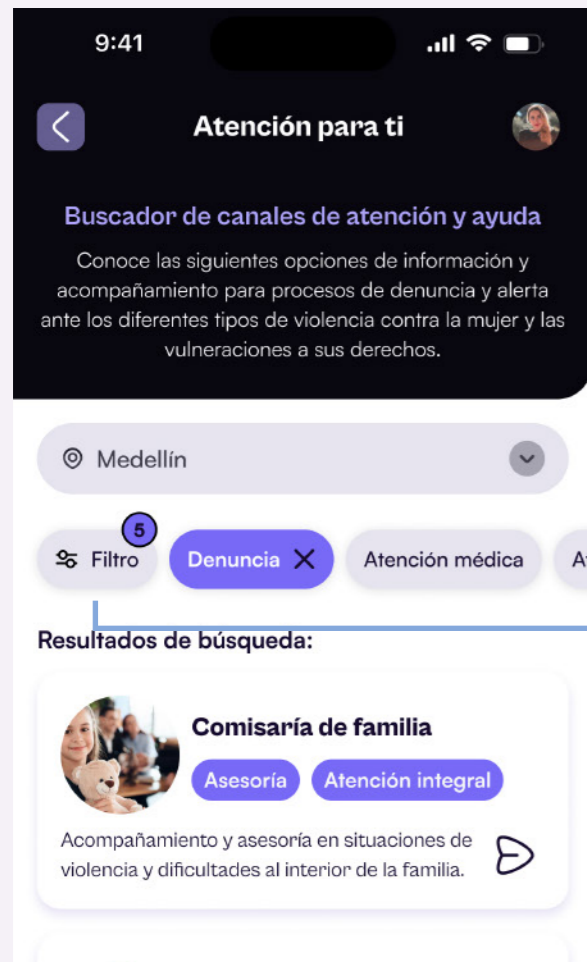 9:41
Atención para ti
Buscador de canales de atención y ayuda
Conoce las siguientes opciones de información y
acompañamiento para procesos de denuncia y alerta
ante los diferentes tipos de violencia contra la mujer y las
vulneraciones a sus derechos.
Medellín
5
Filtro
Denuncia
Atención médica
Resultados de búsqueda:
Comisaría de familia
Asesoría
Atención integral
Acompañamiento y asesoría en situaciones de
violencia y dificultades al interior de la familia.